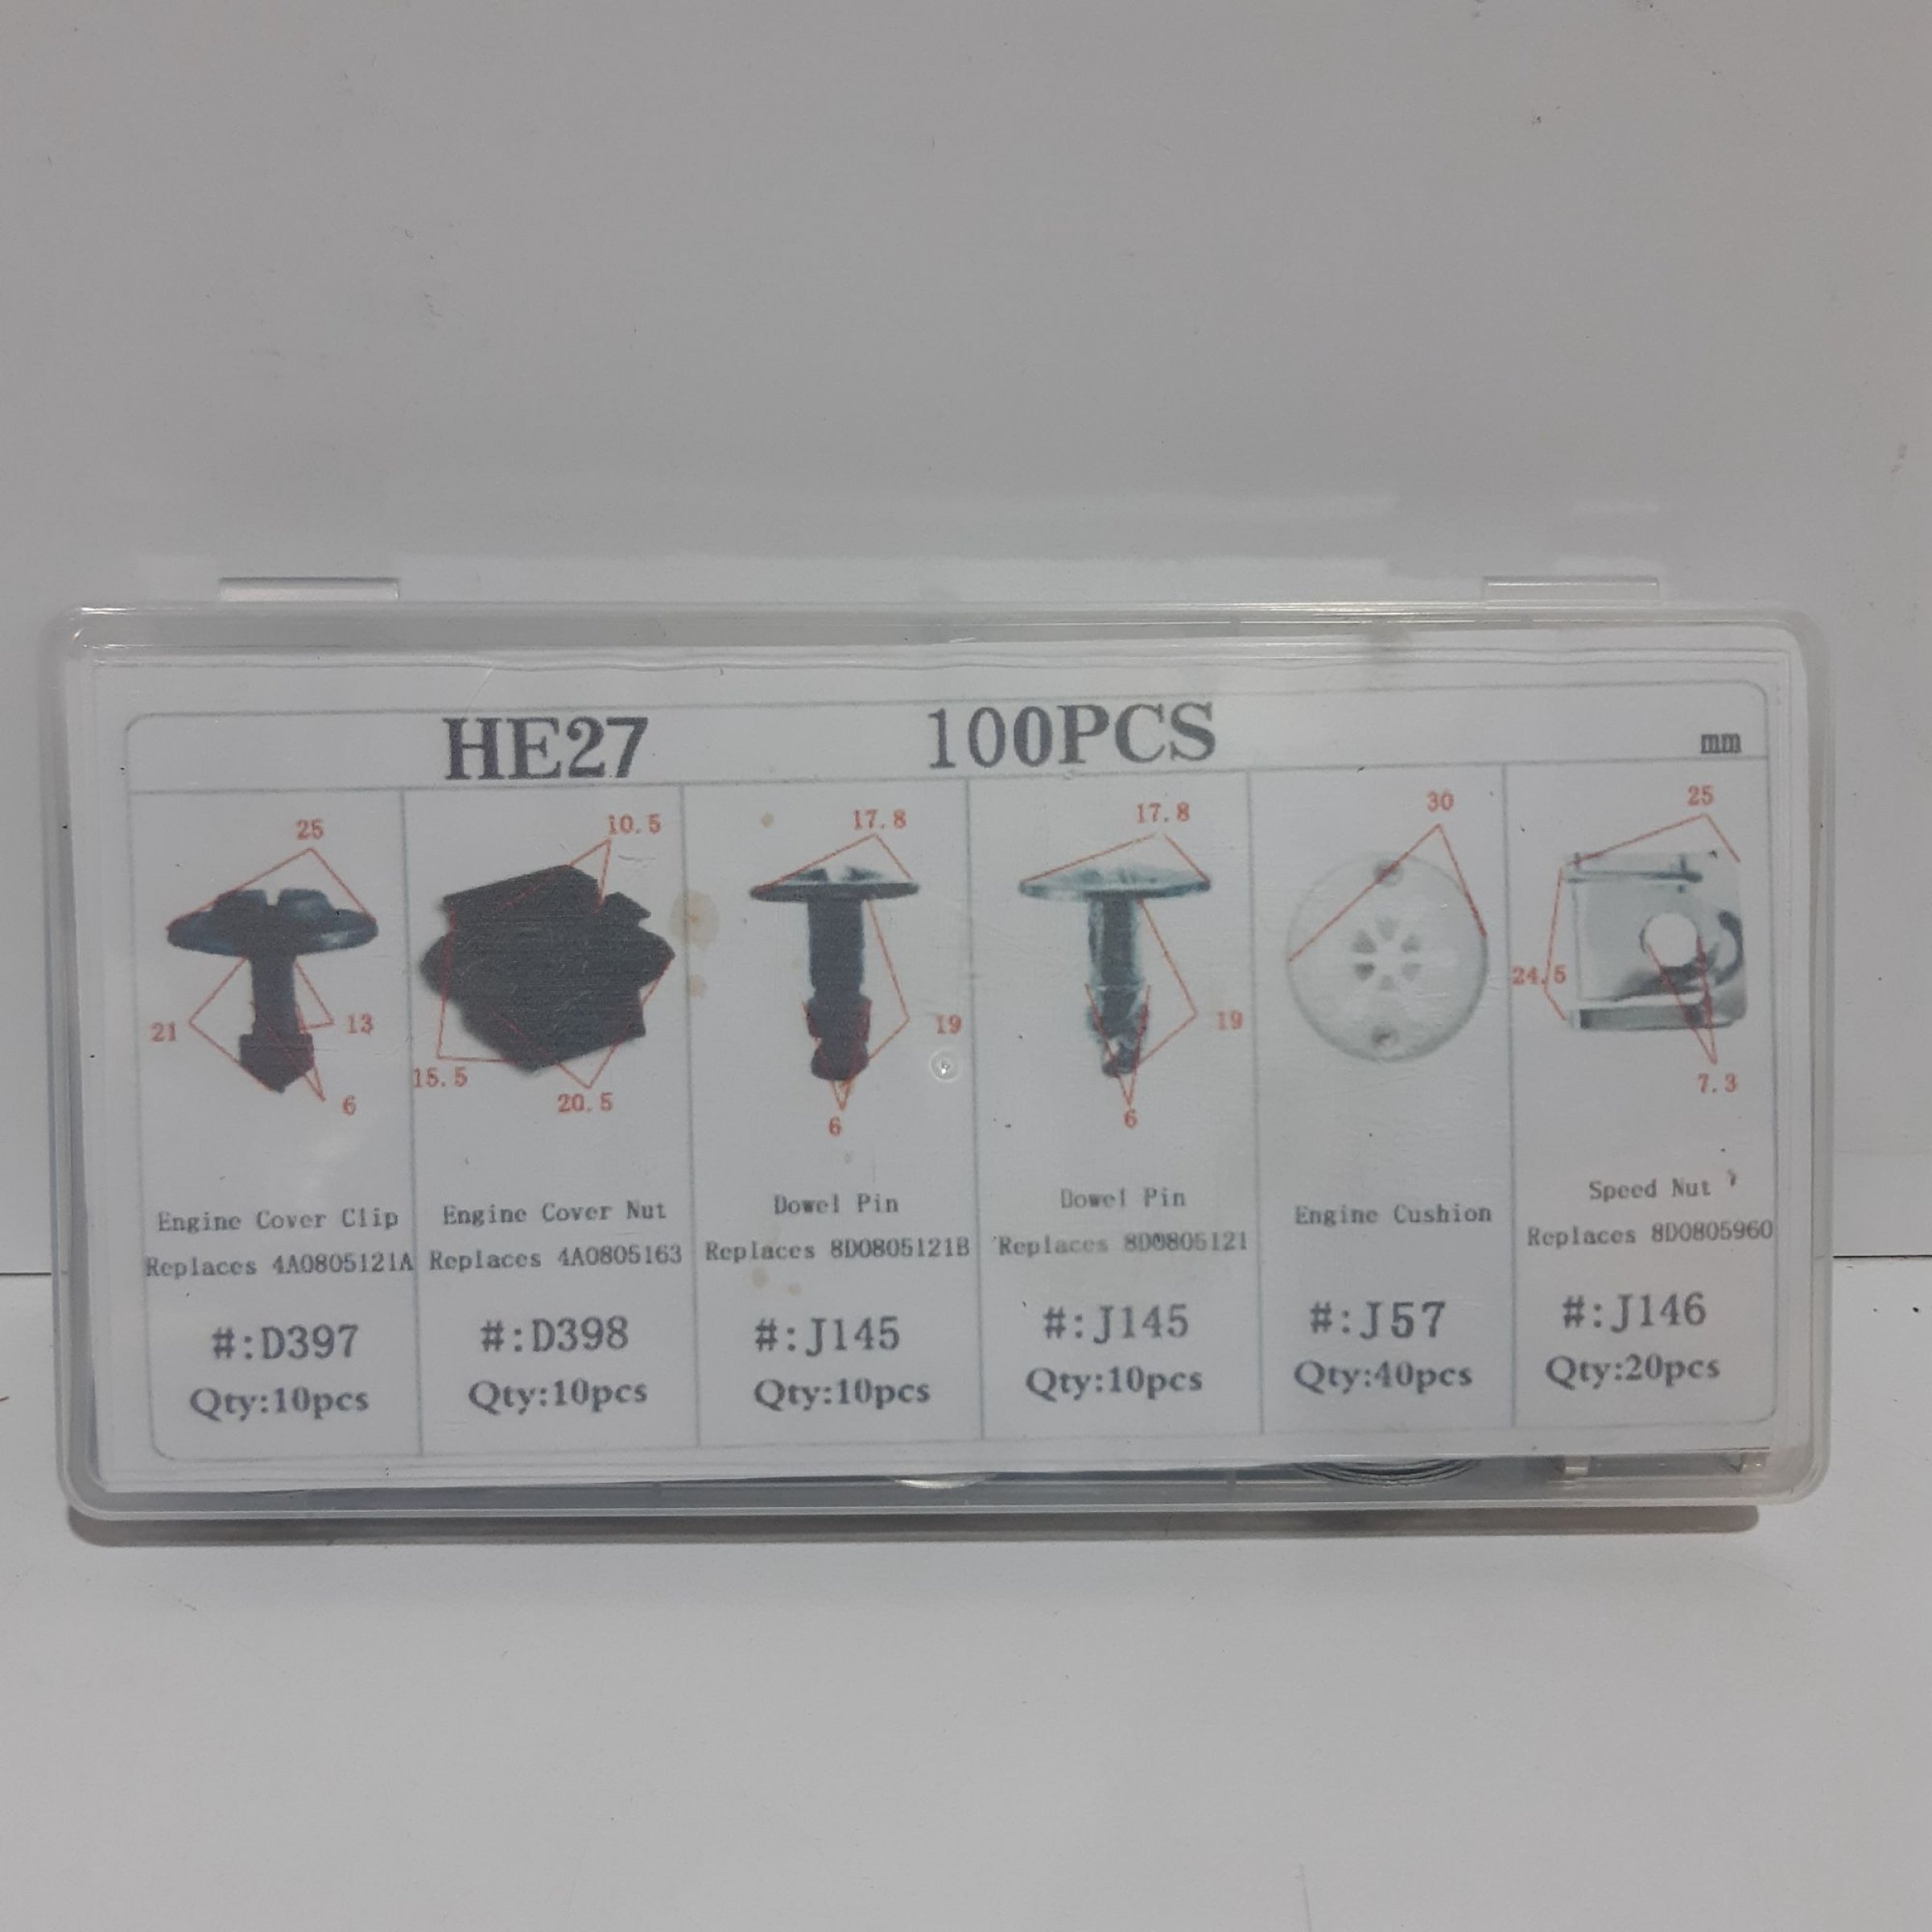 HE27 100PCS mm
25
21
13
6
Engine Cover Clip
Replaces 4A0805121A
#:D397
Qty:10pcs
10.5
15.5
20.5
Engine Cover Nut
Replaces 4A0805163
#:D398
Qty:10pcs
17.8
19
6
Dowel Pin
Replaces 8D0805121B
#:J145
Qty:10pcs
17.8
19
6
Dowel Pin
Replaces 8D0805121
#:J145
Qty:10pcs
30
Engine Cushion
#:J57
Qty:40pcs
25
24.5
7.3
Speed Nut
Replaces 8D0805960
#:J146
Qty:20pcs